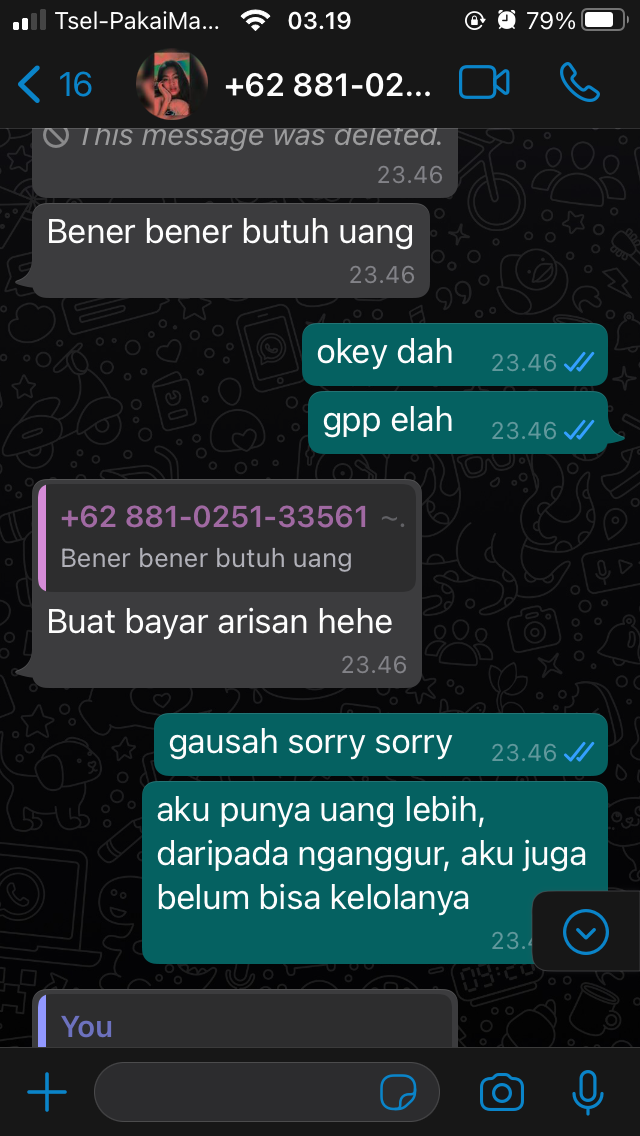 Tsel-PakaiMa... 03.19 79%
16 +62 881-02...
This message was deleted.
23.46
Bener bener butuh uang
23.46
okey dah 23.46
gpp elah 23.46
+62 881-0251-33561 ~.
Bener bener butuh uang
Buat bayar arisan hehe
23.46
gausah sorry sorry 23.46
aku punya uang lebih,
daripada nganggur, aku juga
belum bisa kelolanya
23.
You